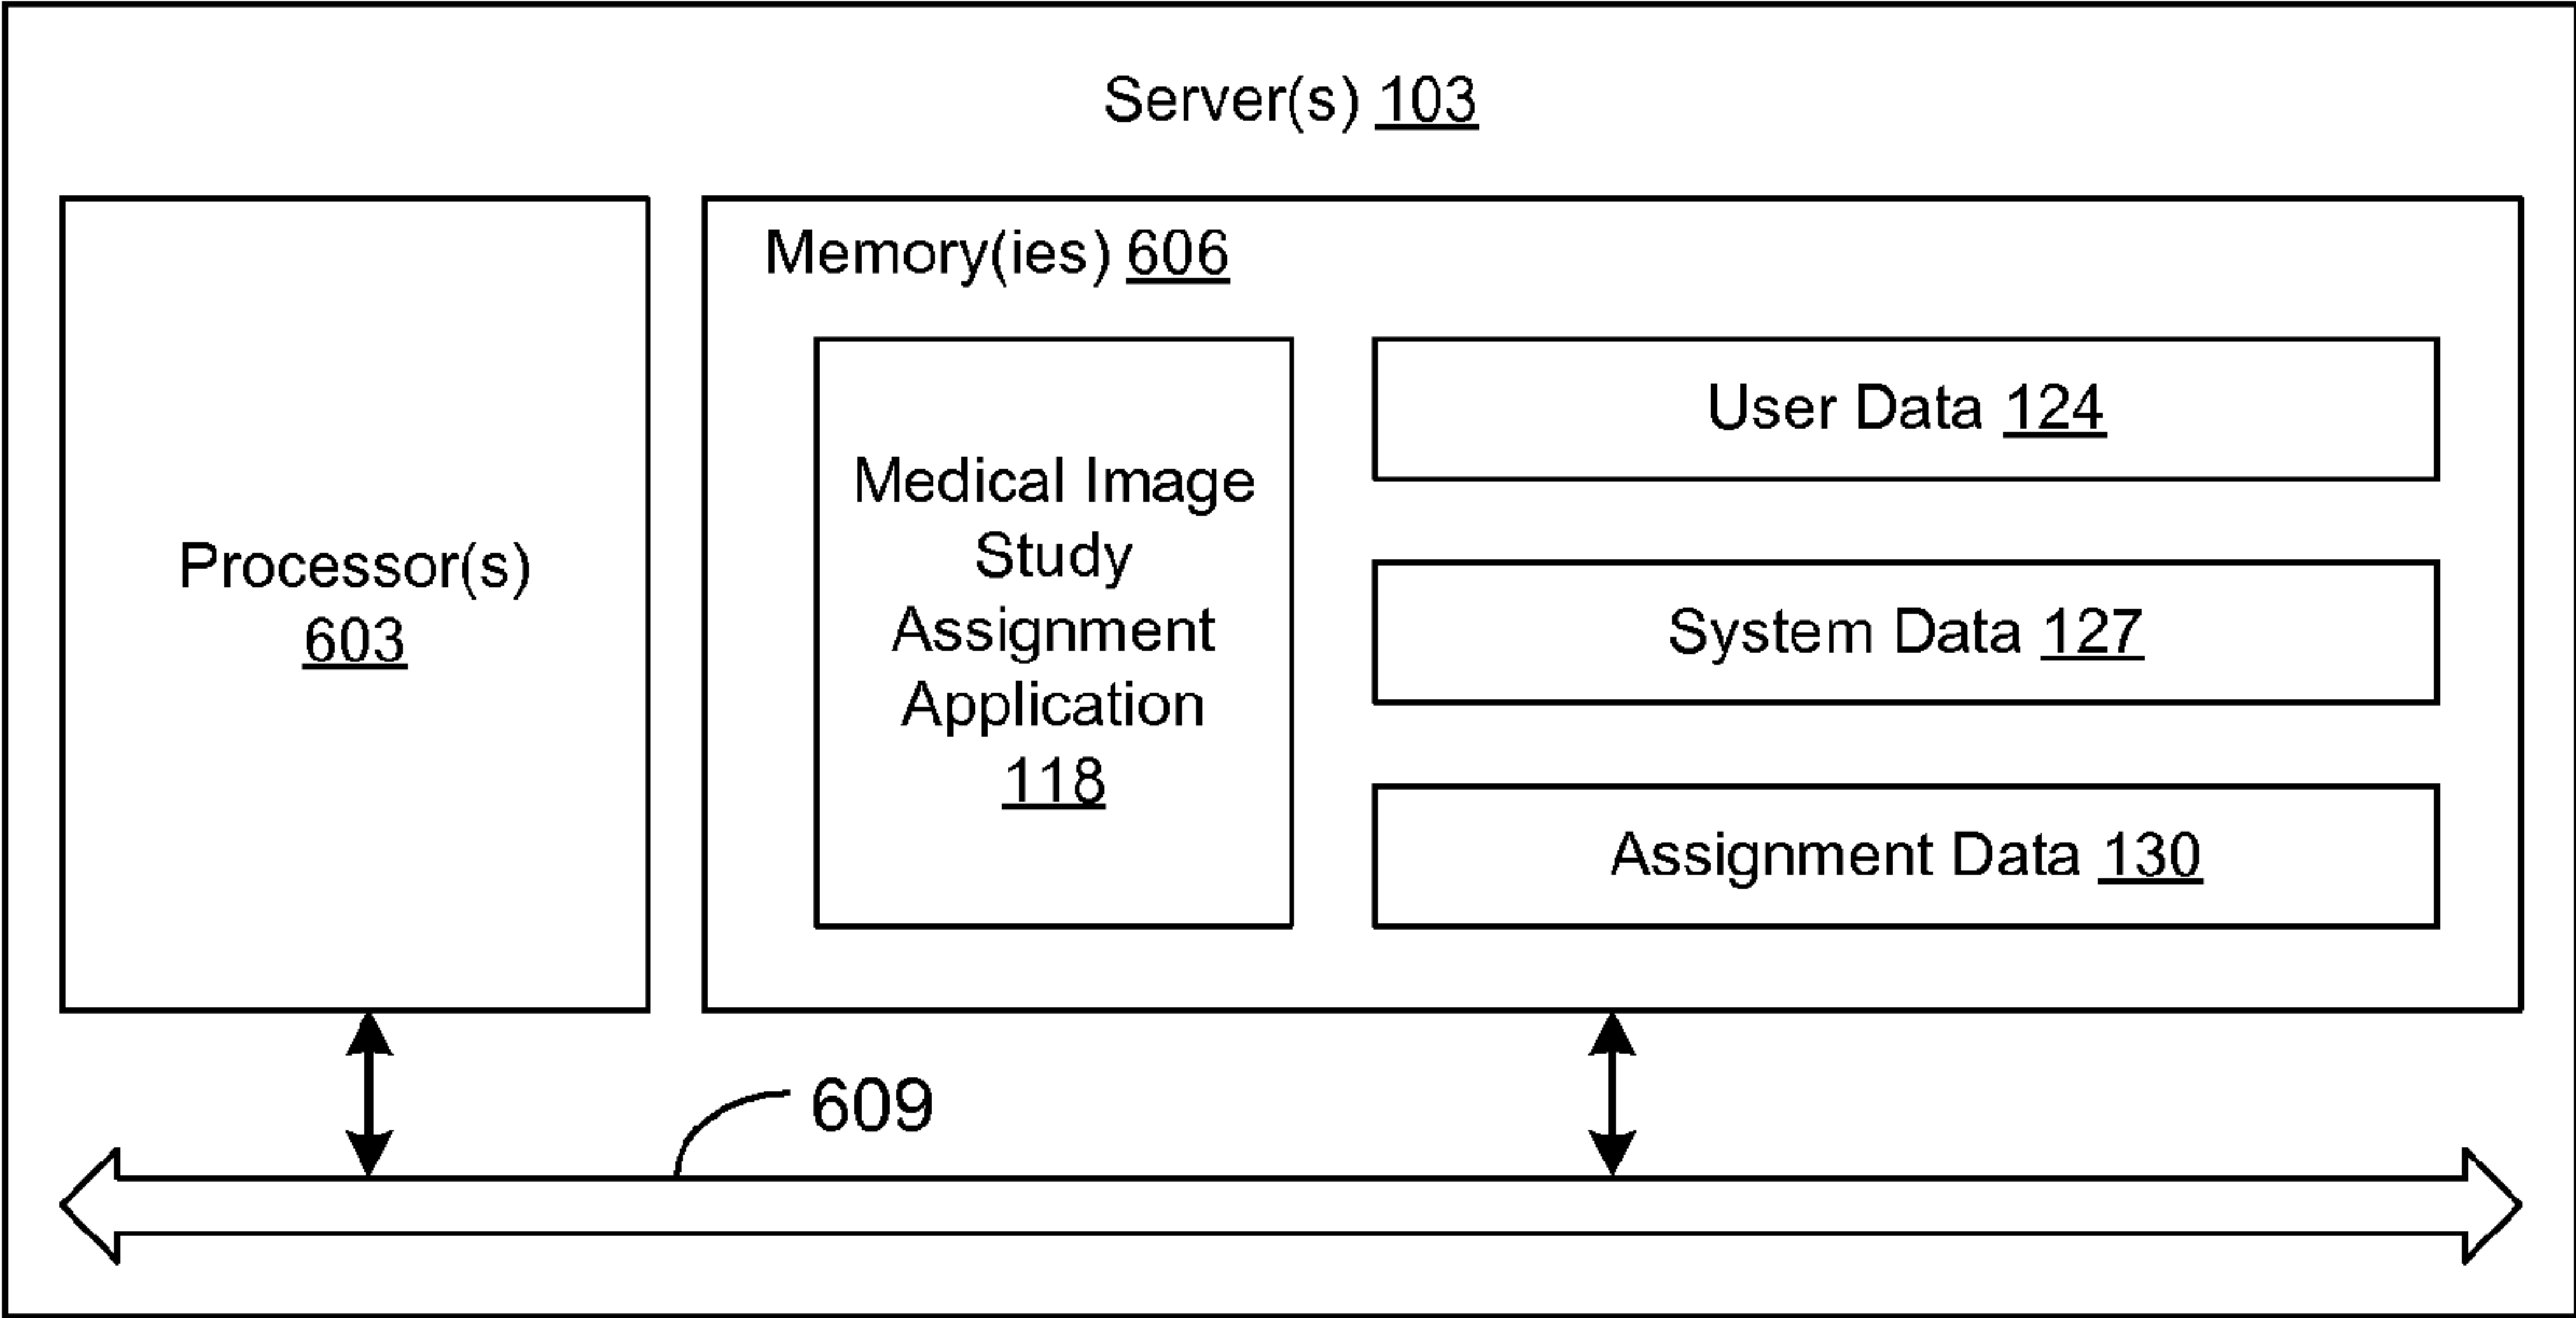 Server(s) 103
Processor(s)
603
Memory(ies) 606
Medical Image
Study
Assignment
Application
118
User Data 124
System Data 127
Assignment Data 130
609